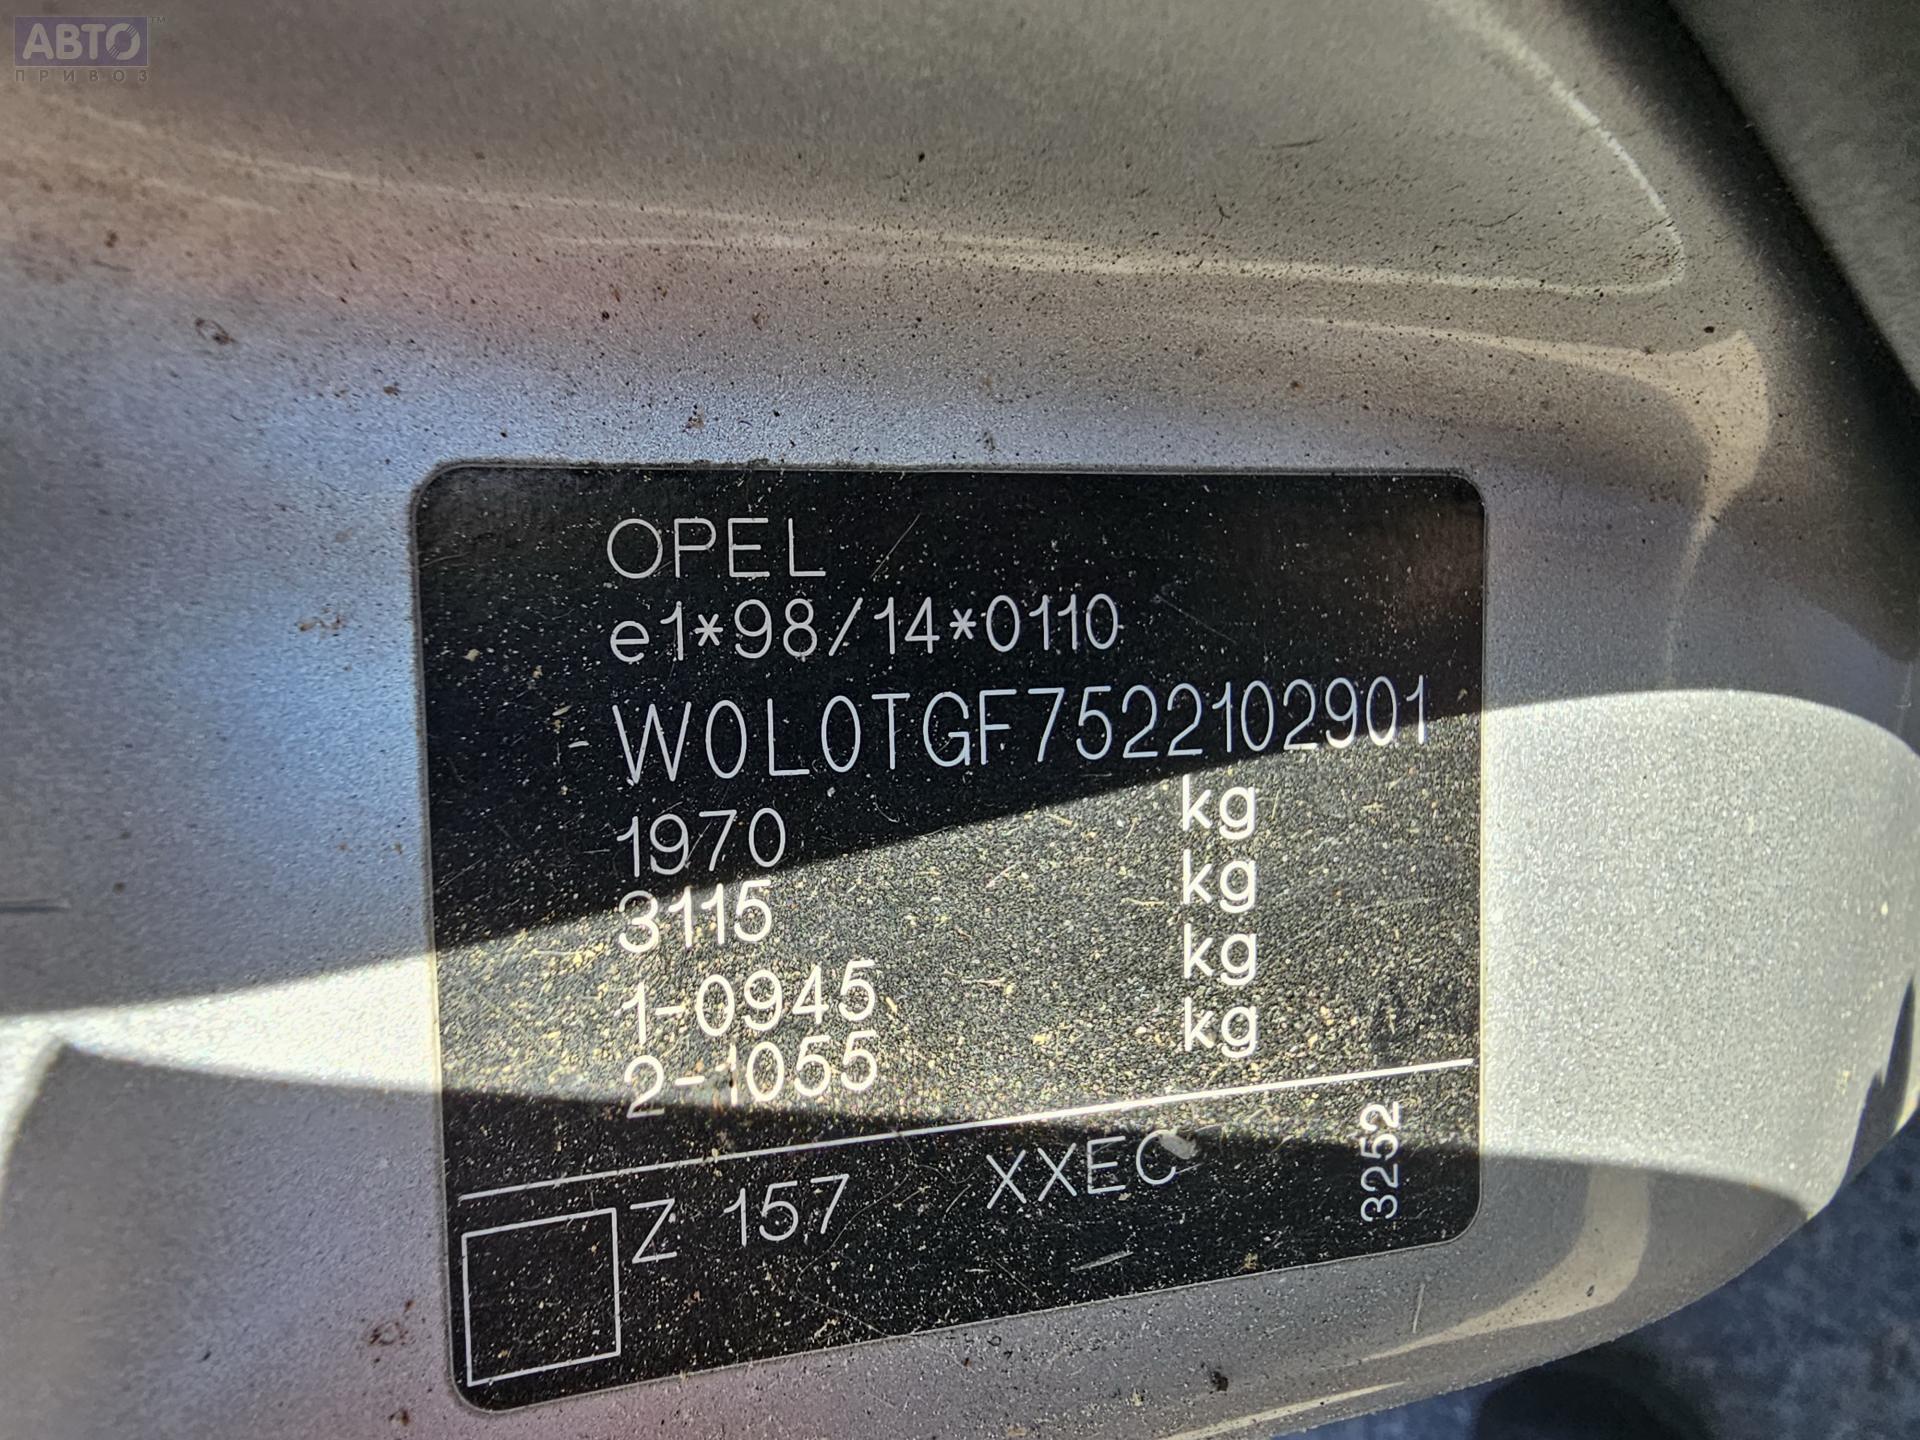 АВТО™
ПРИВОЗ
OPEL
e1*98/14*0110
W0L0TGF7522102901
1970 kg
3115 kg
1-0945 kg
2-1055 kg
Z 157 XXEC
3252